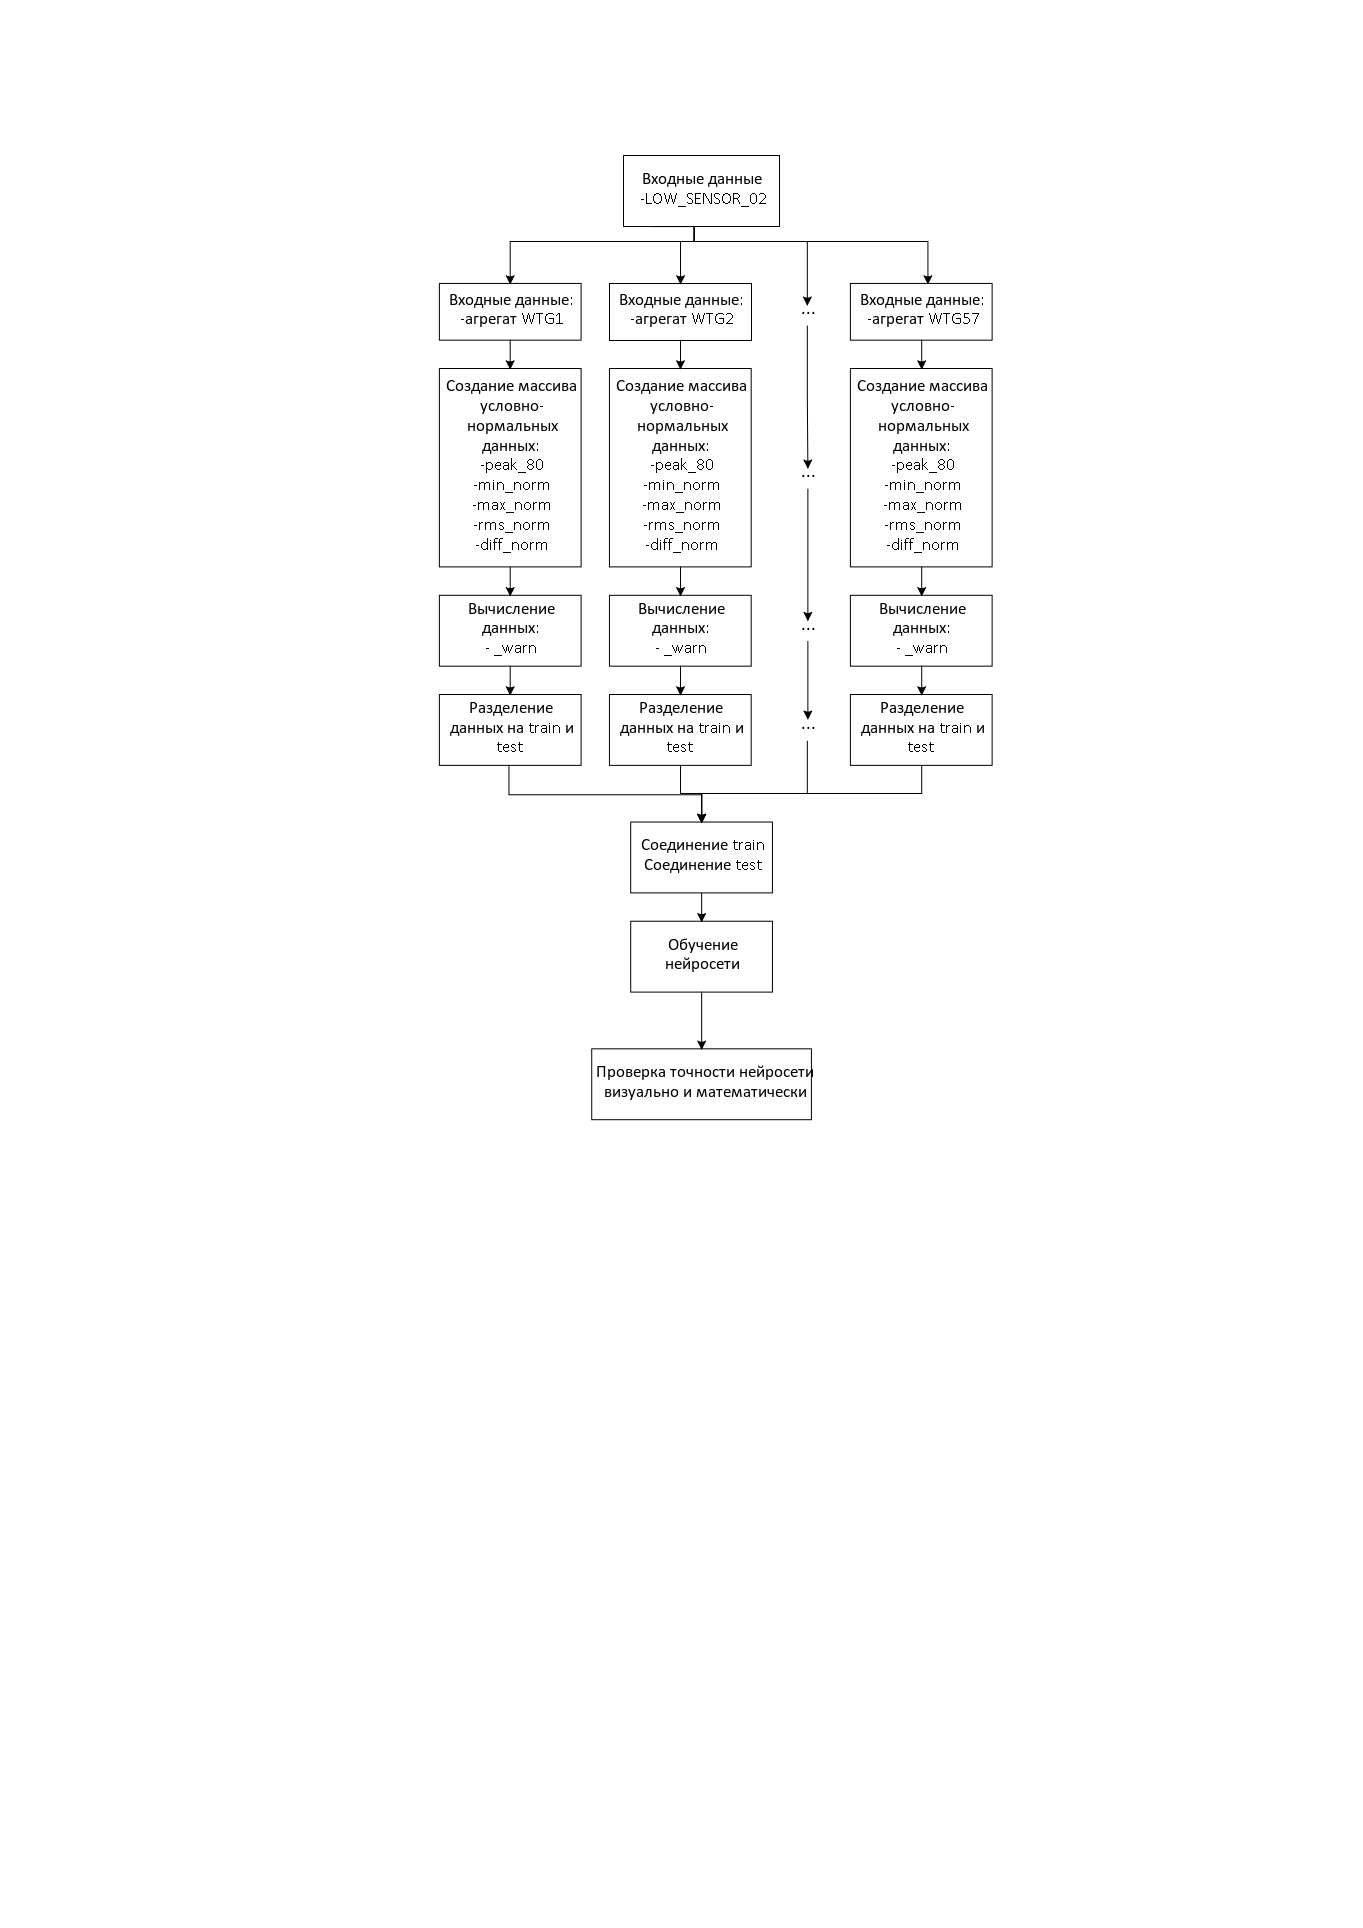 Входные данные
-LOW_SENSOR_02
Входные данные:
-агрегат WTG1
Входные данные:
-агрегат WTG2
...
Входные данные:
-агрегат WTG57
Создание массива
условно-
нормальных
данных:
-peak_80
-min_norm
-max_norm
-rms_norm
-diff_norm
Создание массива
условно-
нормальных
данных:
-peak_80
-min_norm
-max_norm
-rms_norm
-diff_norm
...
Создание массива
условно-
нормальных
данных:
-peak_80
-min_norm
-max_norm
-rms_norm
-diff_norm
Вычисление
данных:
- _warn
Вычисление
данных:
- _warn
...
Вычисление
данных:
- _warn
Разделение
данных на train и
test
Разделение
данных на train и
test
...
Разделение
данных на train и
test
Соединение train
Соединение test
Обучение
нейросети
Проверка точности нейросети
визуально и математически